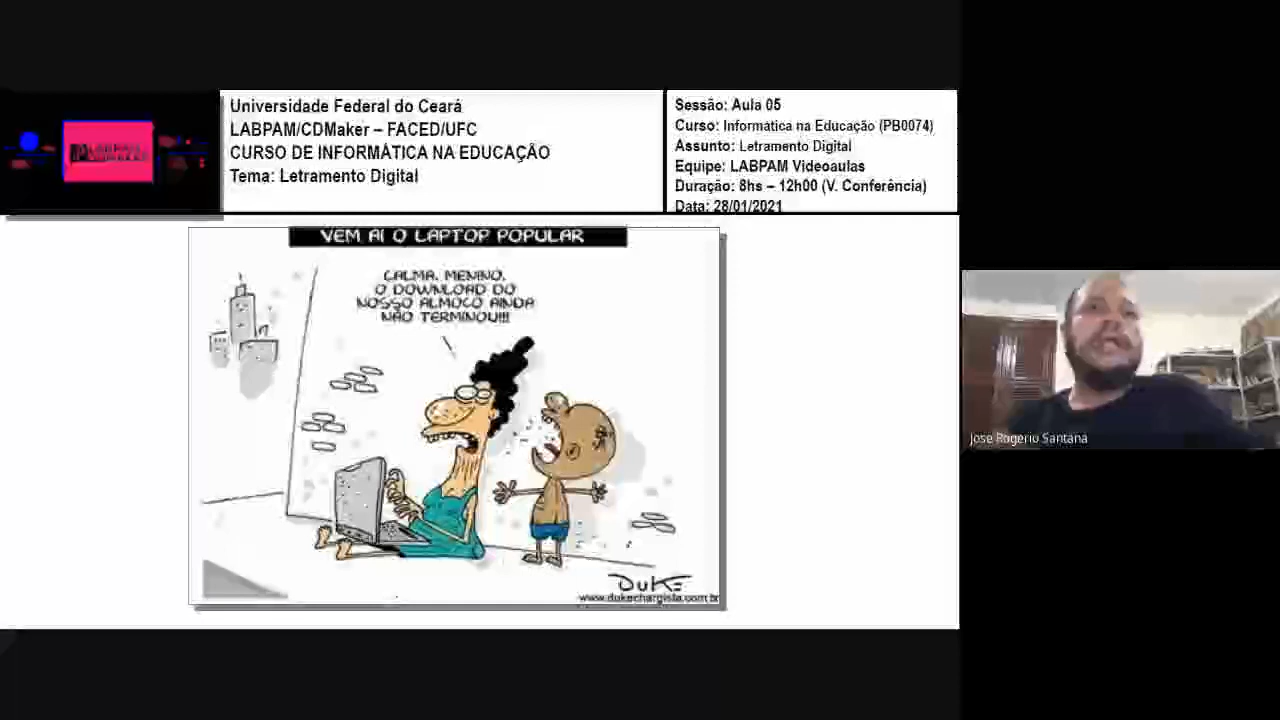 Universidade Federal do Ceará
LABPAM/CDMaker – FACED/UFC
CURSO DE INFORMÁTICA NA EDUCAÇÃO
Tema: Letramento Digital
Sessão: Aula 05
Curso: Informática na Educação (PB0074)
Assunto: Letramento Digital
Equipe: LABPAM Videoaulas
Duração: 8hs – 12h00 (V. Conferência)
Data: 28/01/2021
VEM AI O LAPTOP POPULAR
CALMA, MENINO,
O DOWNLOAD DO
NOSSO ALMOÇO AINDA
NÃO TERMINOU!!!
DUKE
www.dukechargista.com.br
Jose Rogerio Santana